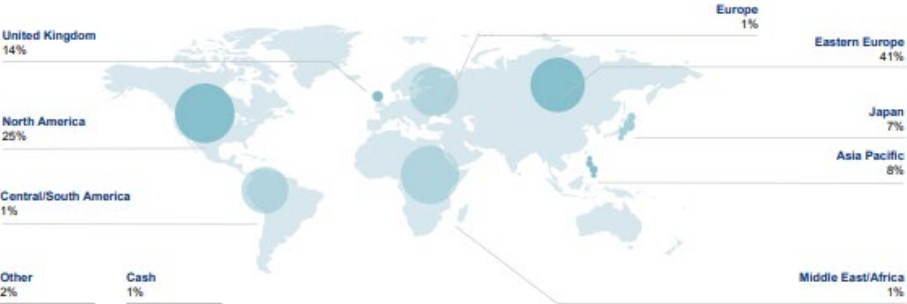 Europe
1%
United Kingdom
14%
Eastern Europe
41%
North America
25%
Japan
7%
Asia Pacific
8%
Central/South America
1%
Other
2%
Cash
1%
Middle East/Africa
1%